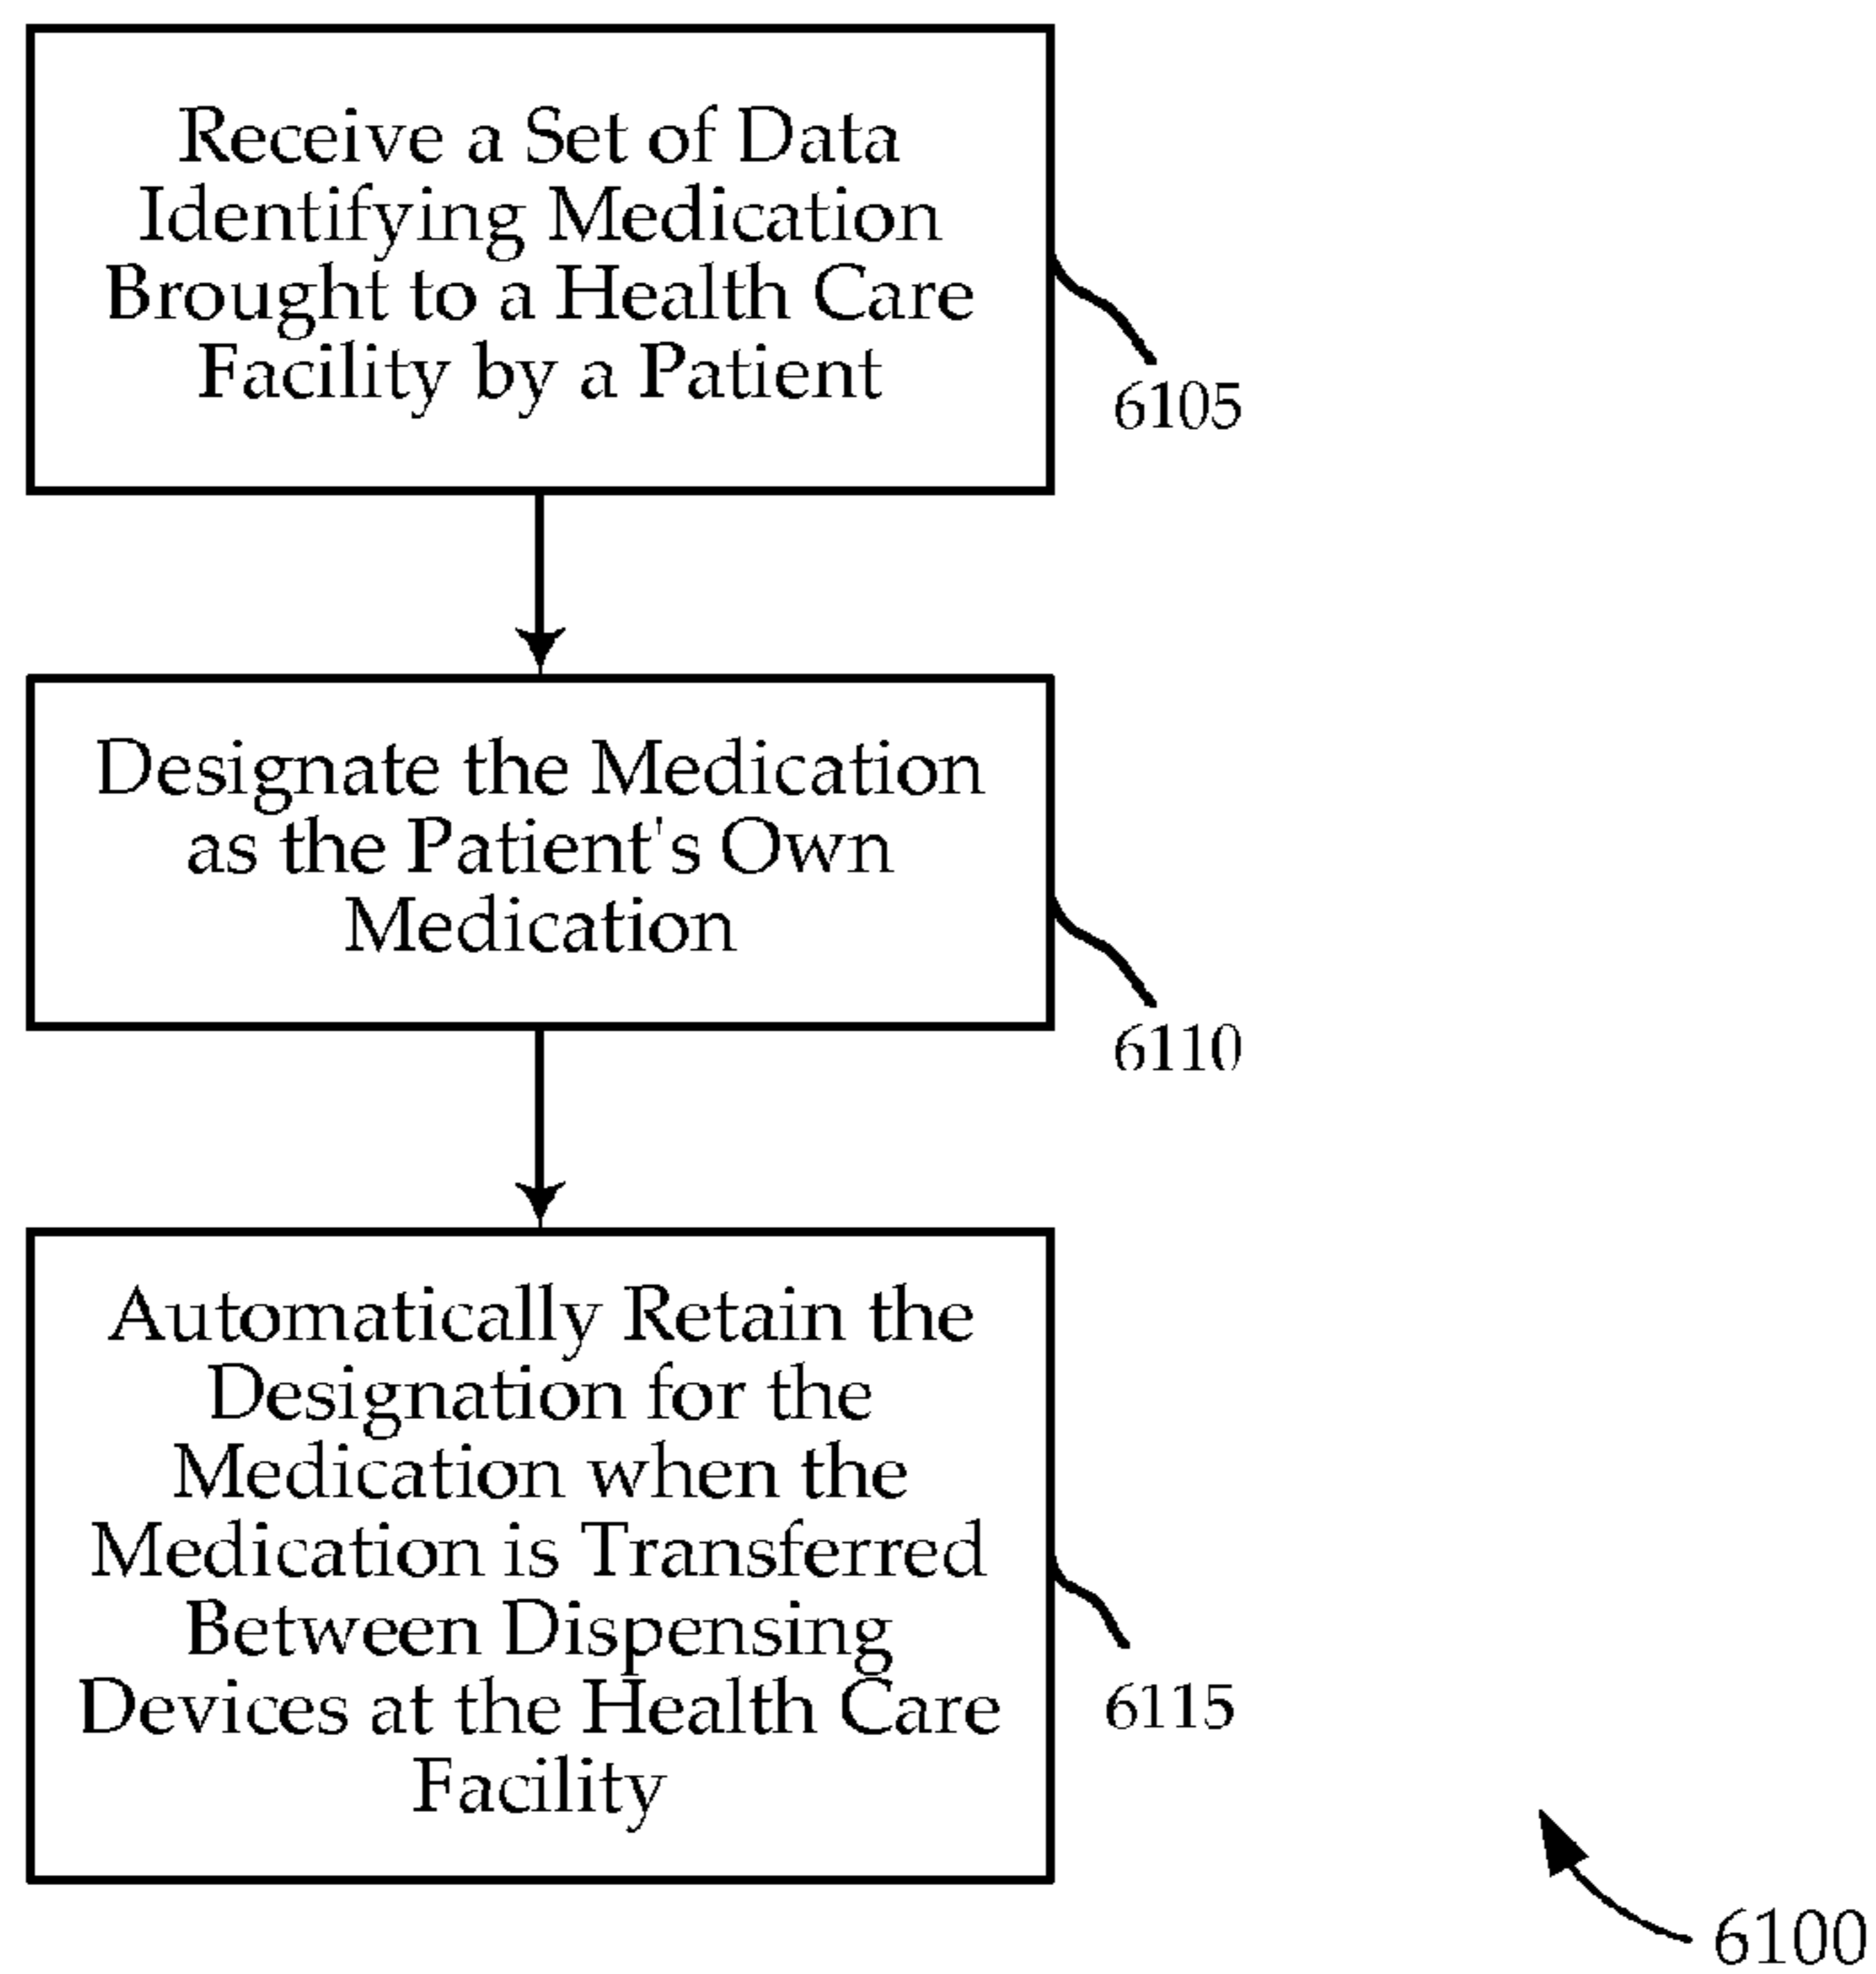 Receive a Set of Data
Identifying Medication
Brought to a Health Care
Facility by a Patient
6105
Designate the Medication
as the Patient's Own
Medication
6110
Automatically Retain the
Designation for the
Medication when the
Medication is Transferred
Between Dispensing
Devices at the Health Care
Facility
6115
6100